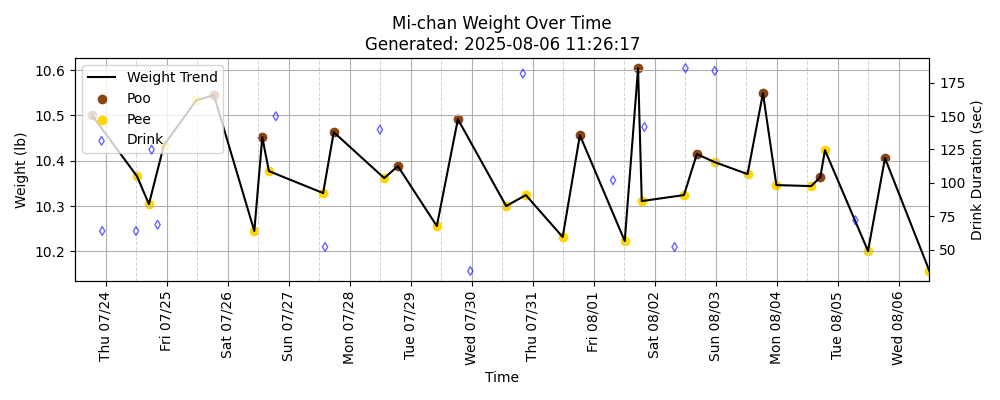 Mi-chan Weight Over Time
Generated: 2025-08-06 11:26:17
Weight Trend
Poo
Pee
Drink
Weight (lb)
10.6
10.5
10.4
10.3
10.2
175
150
125
100
75
50
Drink Duration (sec)
Thu 07/24
Fri 07/25
Sat 07/26
Sun 07/27
Mon 07/28
Tue 07/29
Wed 07/30
Thu 07/31
Fri 08/01
Sat 08/02
Sun 08/03
Mon 08/04
Tue 08/05
Wed 08/06
Time